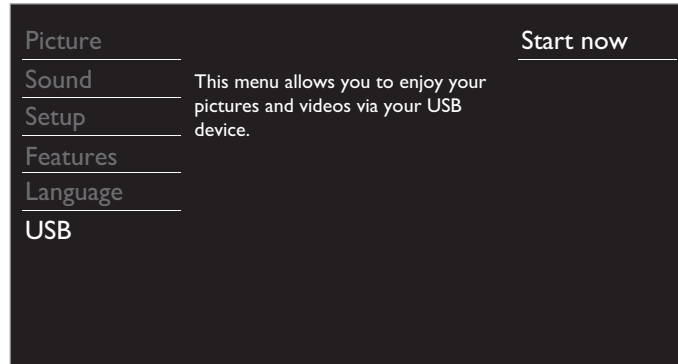 Picture
Sound
Setup
Features
Language
USB
This menu allows you to enjoy your
pictures and videos via your USB
device.
Start now